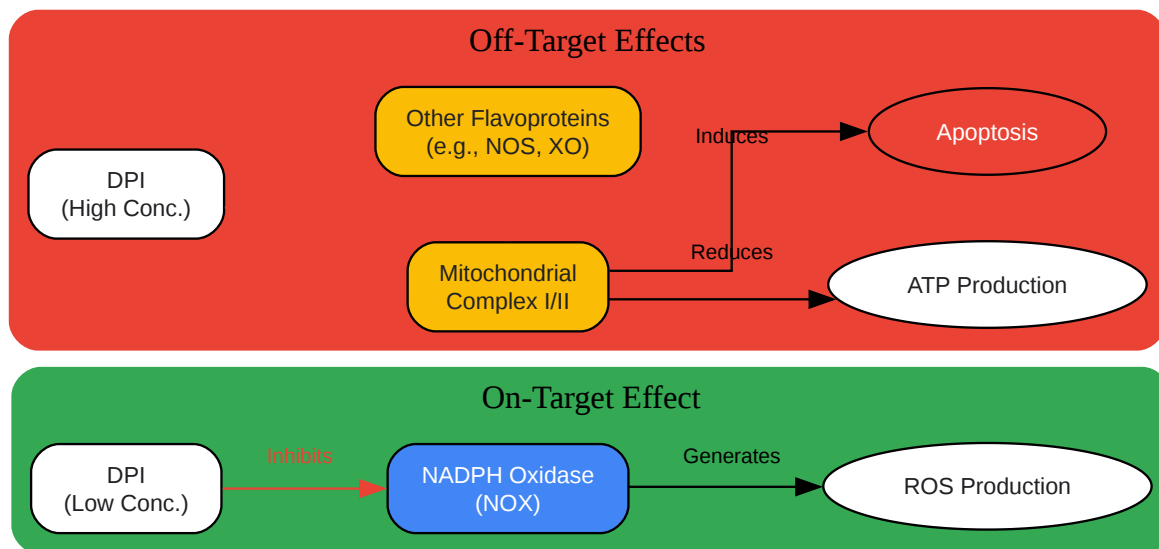 Off-Target Effects
Other Flavoproteins
(e.g., NOS, XO)
Induces
Apoptosis
DPI
(High Conc.)
Reduces
Mitochondrial
Complex I/II
ATP Production
On-Target Effect
DPI
(Low Conc.)
Inhibits
NADPH Oxidase
(NOX)
Generates
ROS Production